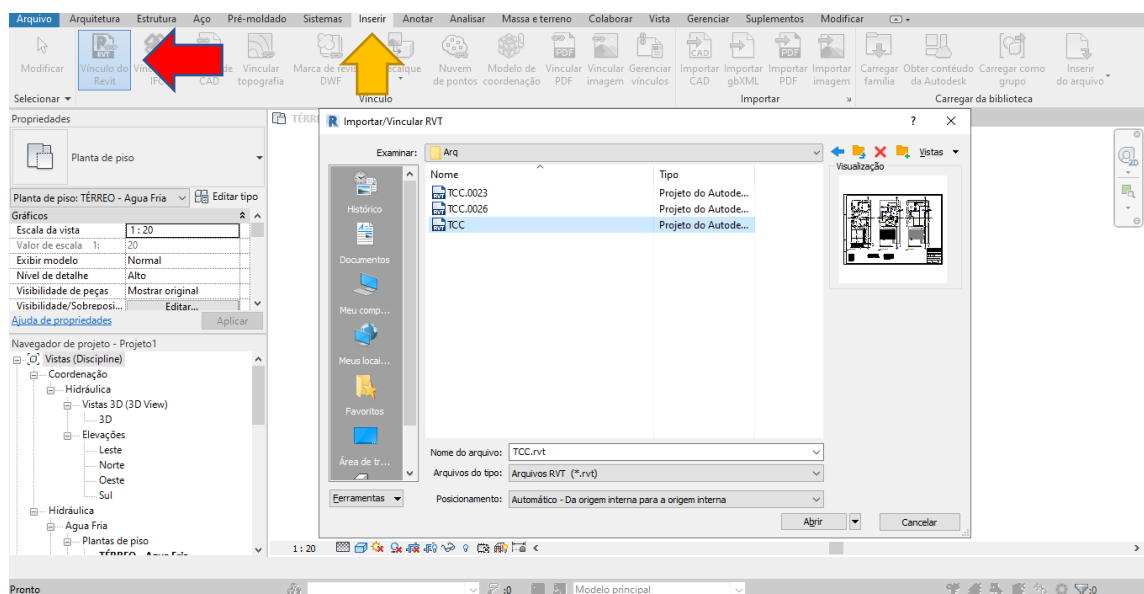 Arquivo Arquitetura Estrutura Aço Pré-moldado Sistemas Inserir Anotar Analisar Massa e terreno Colaborar Vista Gerenciar Suplementos Modificar
Modificar
Vínculo do Revit
IFC
CAD
Vincular topografia
DWF
Nuvem de pontos
Modelo de coordenação
Vincular PDF
Vincular imagem
Gerenciar vínculos
Importar CAD
Importar gbXML
Importar PDF
Importar imagem
Carregar família
Obter conteúdo da Autodesk
Carregar como grupo
Inserir do arquivo
Selecionar
Vínculo
Importar
Carregar da biblioteca
Propriedades
Planta de piso
Planta de piso: TÉRREO - Agua Fria
Editar tipo
Gráficos
Escala da vista 1 : 20
Valor de escala 1: 20
Exibir modelo Normal
Nível de detalhe Alto
Visibilidade de peças Mostrar original
Visibilidade/Sobreposi... Editar...
Ajuda de propriedades Aplicar
Navegador de projeto - Projeto1
Vistas (Discipline)
Coordenação
Hidráulica
Vistas 3D (3D View)
3D
Elevações
Leste
Norte
Oeste
Sul
Hidráulica
Agua Fria
Plantas de piso
TÉRREO - Agua Fria
Importar/Vincular RVT
? X
Examinar: Arq
Vistas
Histórico
Documentos
Meu comp...
Meus locai...
Favoritos
Área de tr...
Ferramentas
Nome Tipo
TCC.0023 Projeto do Autode...
TCC.0026 Projeto do Autode...
TCC Projeto do Autode...
Visualização
Nome do arquivo: TCC.rvt
Arquivos do tipo: Arquivos RVT (*.rvt)
Posicionamento: Automático - Da origem interna para a origem interna
Abrir Cancelar
2D
1 : 20
Pronto
:0
Modelo principal
:0